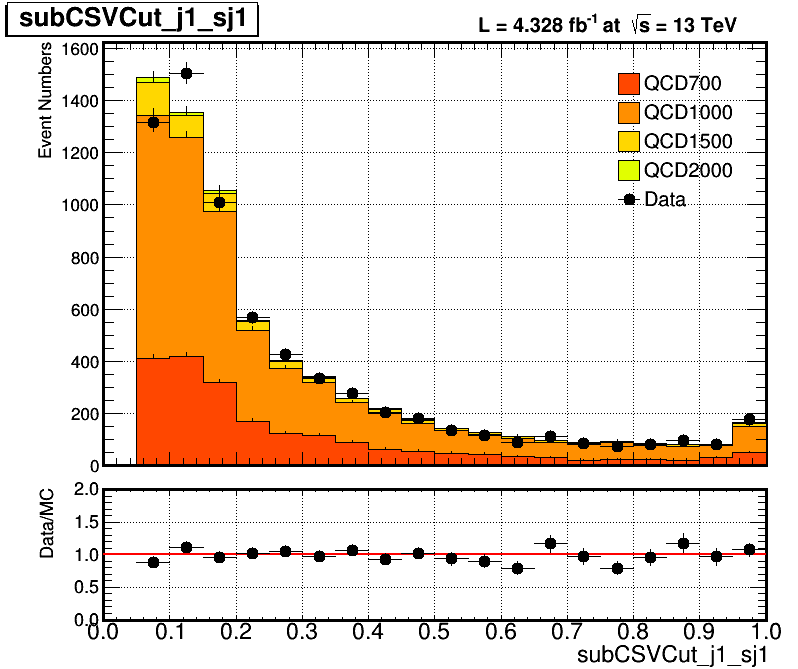 subCSVCut_j1_sj1
L = 4.328 fb⁻¹ at √s = 13 TeV
Event Numbers
1600
1400
1200
1000
800
600
400
200
0
QCD700
QCD1000
QCD1500
QCD2000
Data
Data/MC
2.0
1.5
1.0
0.5
0.0
0.0 0.1 0.2 0.3 0.4 0.5 0.6 0.7 0.8 0.9 1.0
subCSVCut_j1_sj1